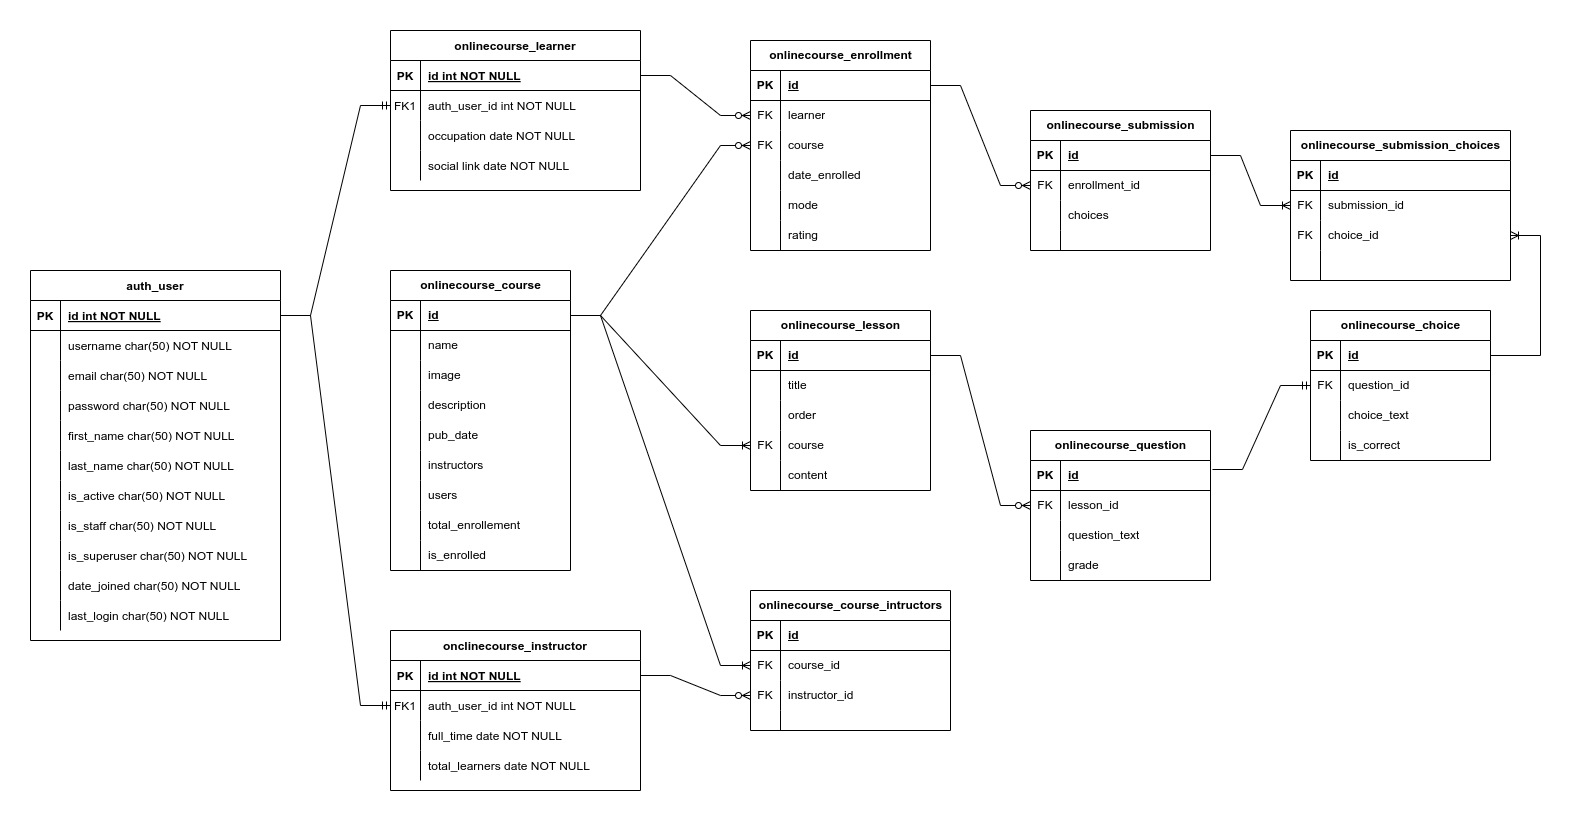 onlinecourse_learner
PK id int NOT NULL
FK1 auth_user_id int NOT NULL
occupation date NOT NULL
social link date NOT NULL
onlinecourse_enrollment
PK id
FK learner
FK course
date_enrolled
mode
rating
onlinecourse_submission
PK id
FK enrollment_id
choices
onlinecourse_submission_choices
PK id
FK submission_id
FK choice_id
auth_user
PK id int NOT NULL
username char(50) NOT NULL
email char(50) NOT NULL
password char(50) NOT NULL
first_name char(50) NOT NULL
last_name char(50) NOT NULL
is_active char(50) NOT NULL
is_staff char(50) NOT NULL
is_superuser char(50) NOT NULL
date_joined char(50) NOT NULL
last_login char(50) NOT NULL
onlinecourse_course
PK id
name
image
description
pub_date
instructors
users
total_enrollement
is_enrolled
onlinecourse_lesson
PK id
title
order
FK course
content
onlinecourse_choice
PK id
FK question_id
choice_text
is_correct
onlinecourse_question
PK id
FK lesson_id
question_text
grade
onlinecourse_course_intructors
PK id
FK course_id
FK instructor_id
onclinecourse_instructor
PK id int NOT NULL
FK1 auth_user_id int NOT NULL
full_time date NOT NULL
total_learners date NOT NULL